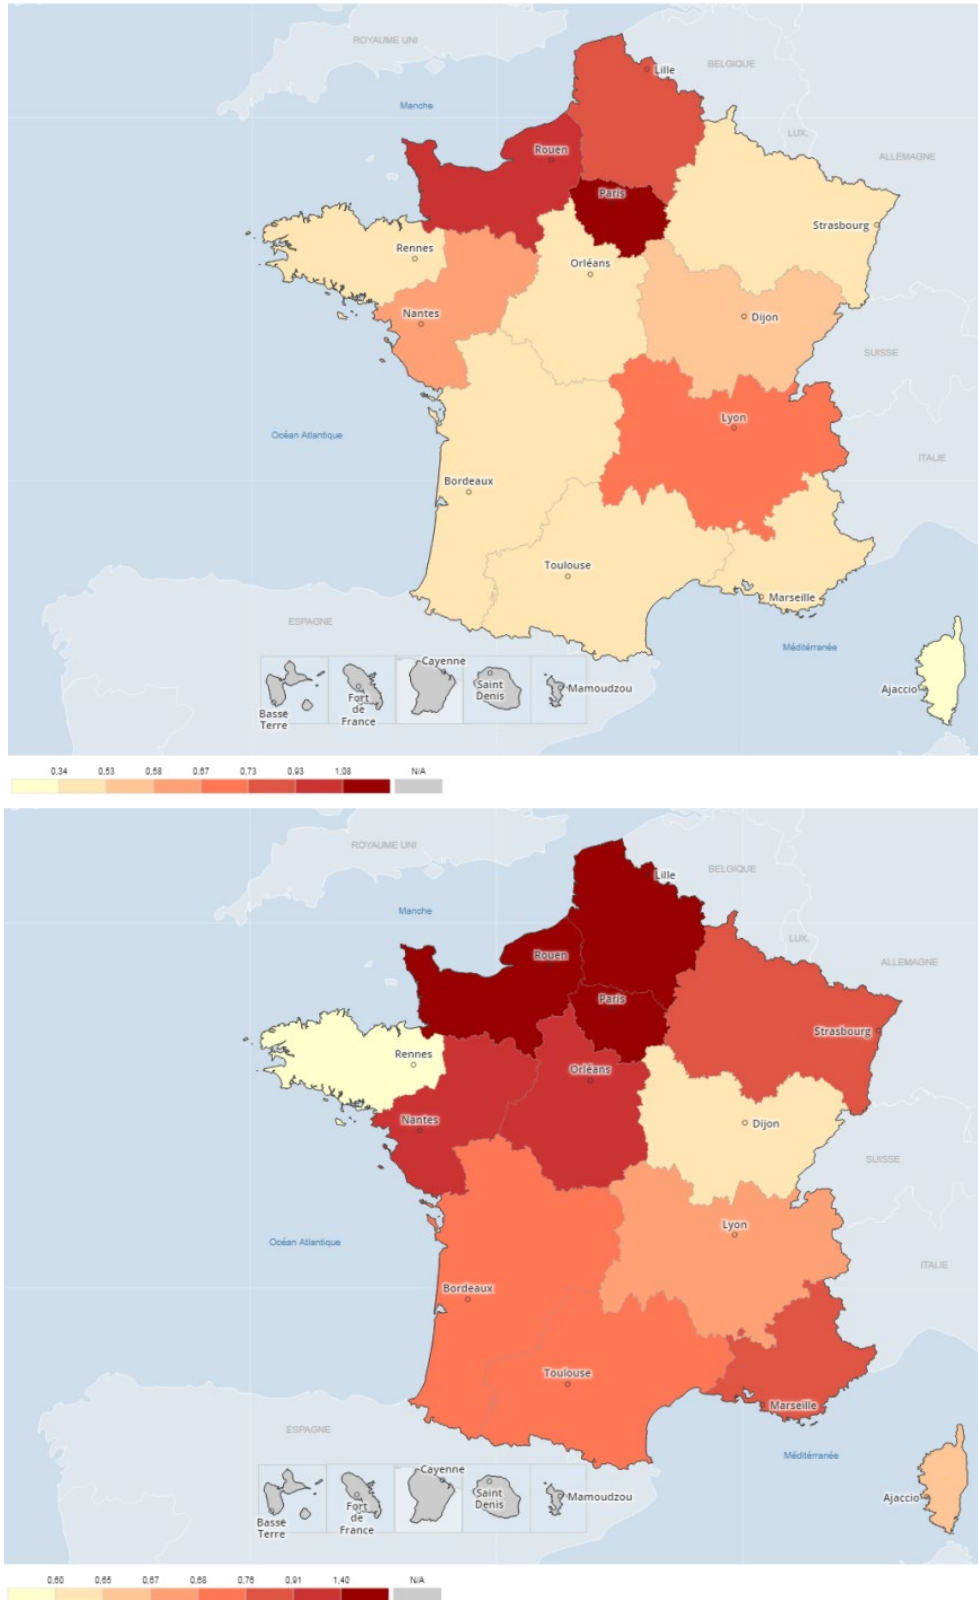 ROYAUME UNI
Lille
BELGIQUE
Manche
LUX.
ALLEMAGNE
Rouen
Paris
Strasbourg
Rennes
Orléans
Nantes
Dijon
SUISSE
Lyon
Océan Atlantique
ITALIE
Bordeaux
Toulouse
Marseille
ESPAGNE
Méditérranée
Cayenne
Saint
Denis
Mamoudzou
Ajaccio
Fort
de
France
Basse
Terre
0,34 0,53 0,58 0,67 0,73 0,93 1,08 N/A
ROYAUME UNI
Lille
BELGIQUE
Manche
LUX.
ALLEMAGNE
Rouen
Paris
Strasbourg
Rennes
Orléans
Nantes
Dijon
SUISSE
Lyon
Océan Atlantique
ITALIE
Bordeaux
Toulouse
Marseille
ESPAGNE
Méditérranée
Cayenne
Saint
Denis
Mamoudzou
Ajaccio
Fort
de
France
Basse
Terre
0,60 0,65 0,67 0,68 0,76 0,91 1,40 N/A